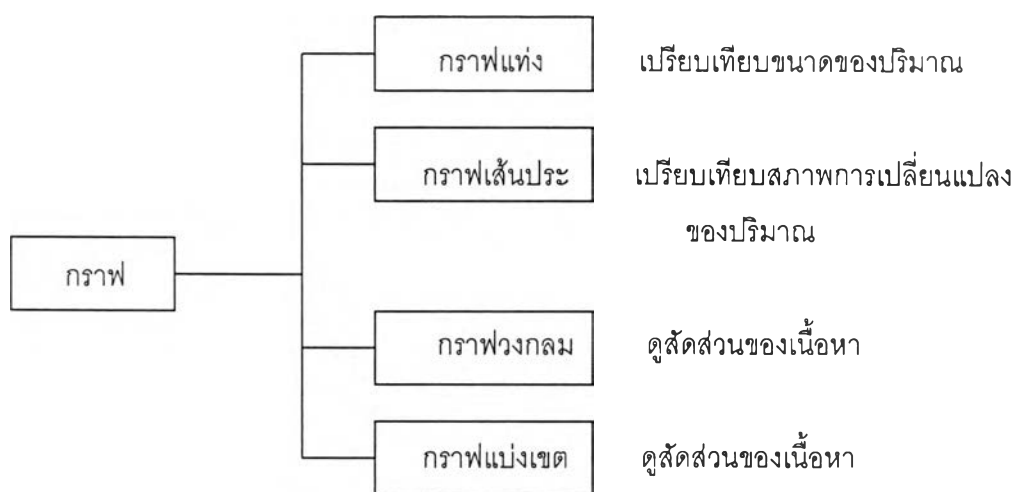 กราฟแท่ง เปรียบเทียบขนาดของปริมาณ
กราฟเส้นประ เปรียบเทียบสภาพการเปลี่ยนแปลง
ของปริมาณ
กราฟ
กราฟวงกลม ดูสัดส่วนของเนื้อหา
กราฟแบ่งเขต ดูสัดส่วนของเนื้อหา